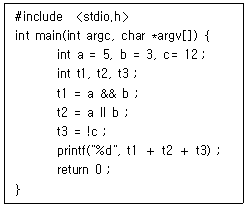 #include <stdio.h>
int main(int argc, char *argv[]) {
int a = 5, b = 3, c= 12 ;
int t1, t2, t3 ;
t1 = a && b ;
t2 = a || b ;
t3 = !c ;
printf("%d", t1 + t2 + t3) ;
return 0 ;
}